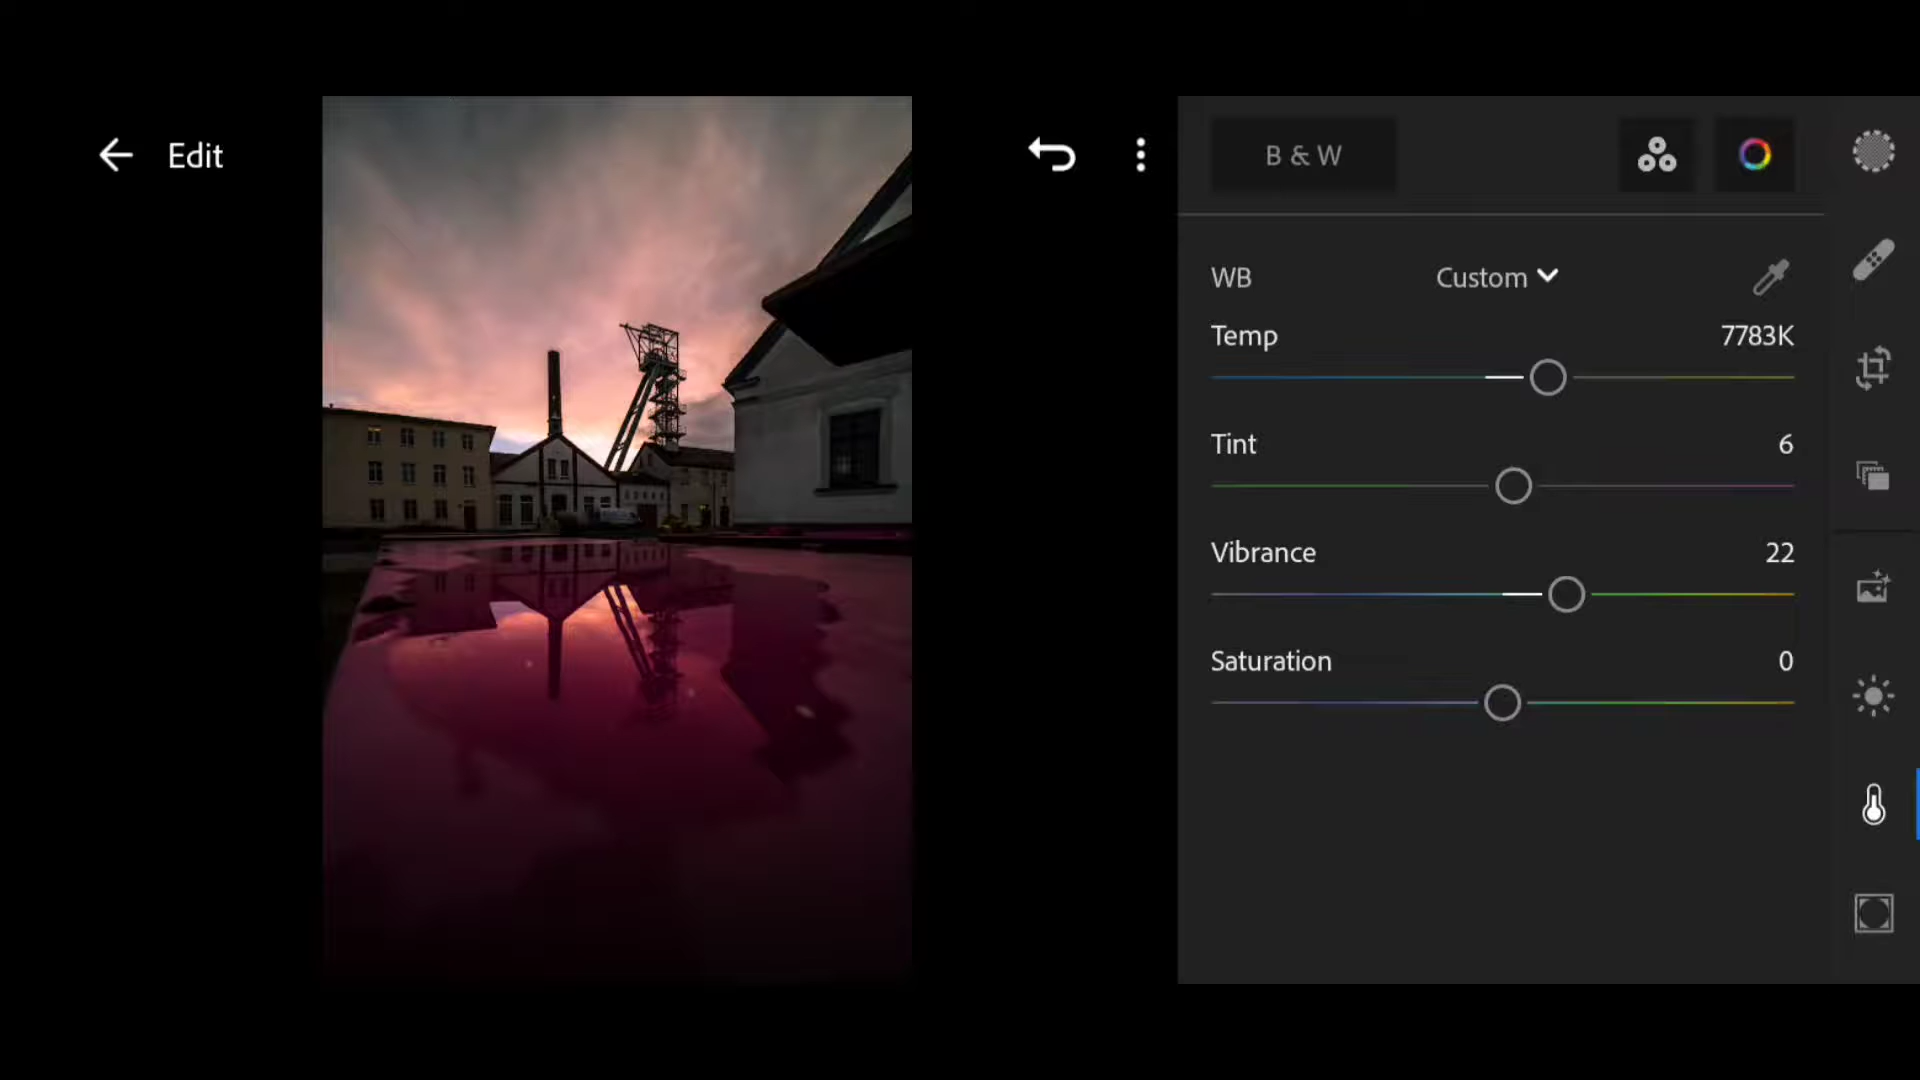 Edit
B & W
WB Custom
Temp 7783K
Tint 6
Vibrance 22
Saturation 0